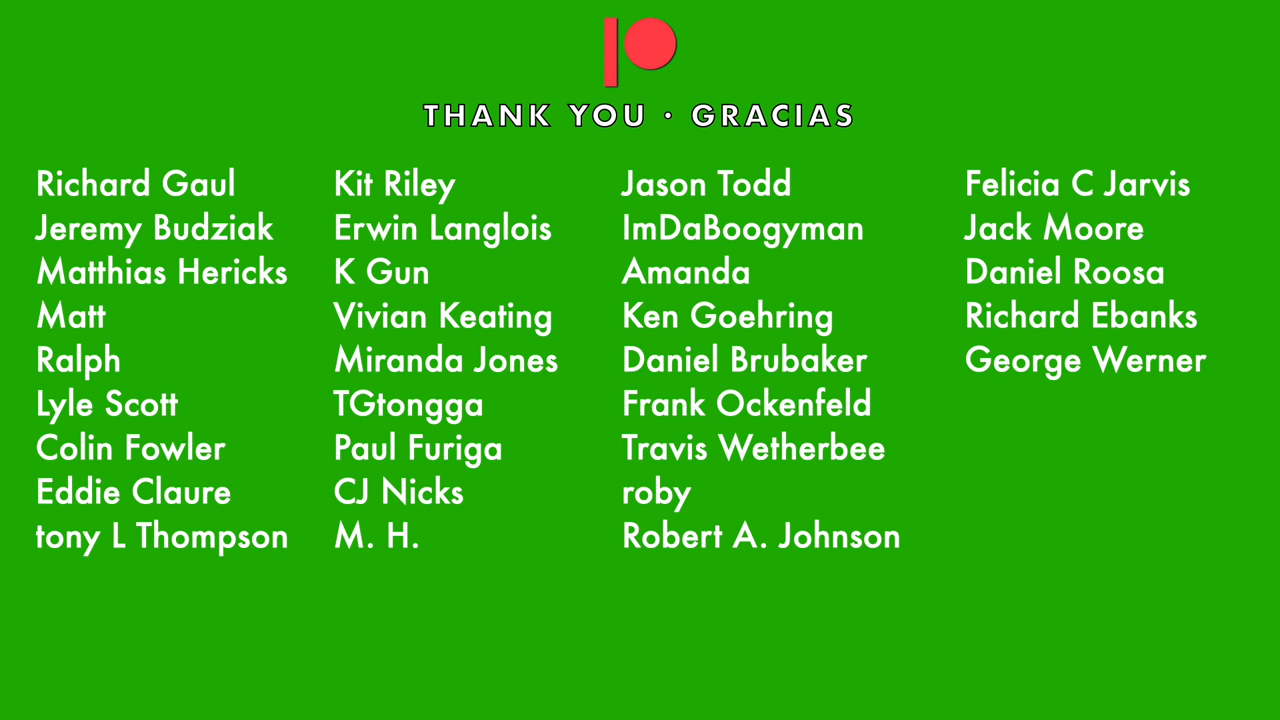 THANK YOU · GRACIAS
Richard Gaul
Jeremy Budziak
Matthias Hericks
Matt
Ralph
Lyle Scott
Colin Fowler
Eddie Claure
tony L Thompson
Kit Riley
Erwin Langlois
K Gun
Vivian Keating
Miranda Jones
TGtongga
Paul Furiga
CJ Nicks
M. H.
Jason Todd
ImDaBoogyman
Amanda
Ken Goehring
Daniel Brubaker
Frank Ockenfeld
Travis Wetherbee
roby
Robert A. Johnson
Felicia C Jarvis
Jack Moore
Daniel Roosa
Richard Ebanks
George Werner